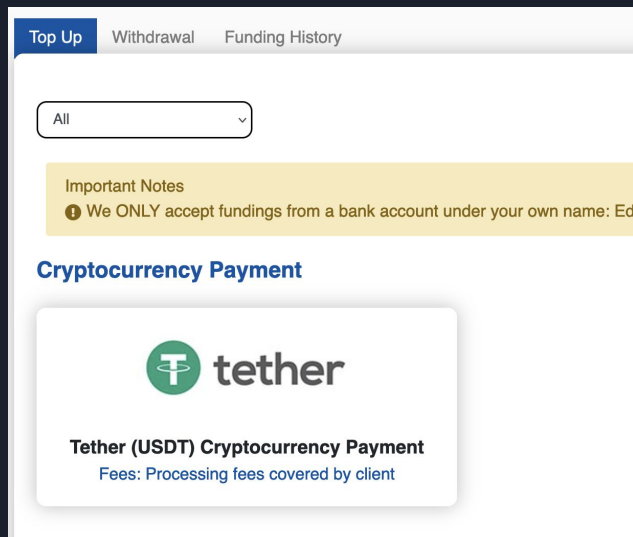 Top Up Withdrawal Funding History
All
Important Notes
We ONLY accept fundings from a bank account under your own name: Ed
Cryptocurrency Payment
tether
Tether (USDT) Cryptocurrency Payment
Fees: Processing fees covered by client